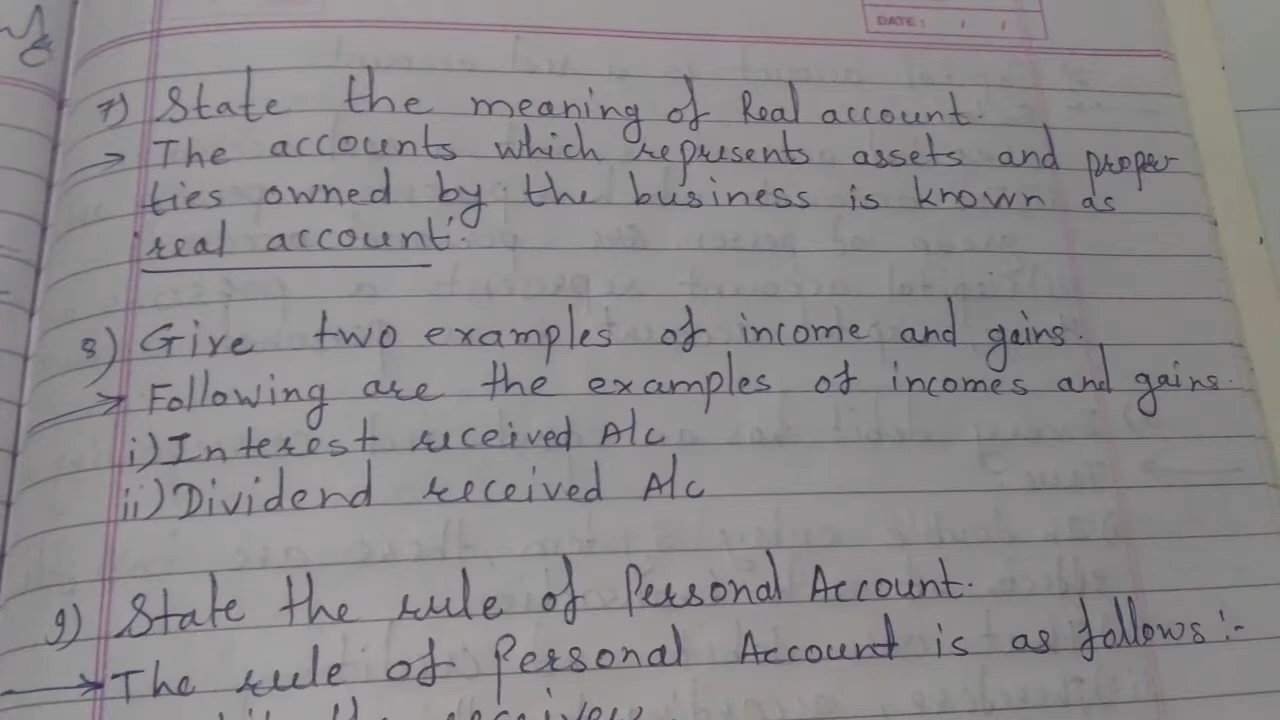 DATE: / /
7) State the meaning of Real account.
→ The accounts which represents assets and proper
ties owned by the business is known as
real account.
8) Give two examples of income and gains.
→ Following are the examples of incomes and gains.
i) Interest received A/c
ii) Dividend received A/c
9) State the rule of Personal Account.
→ The rule of Personal Account is as follows :-